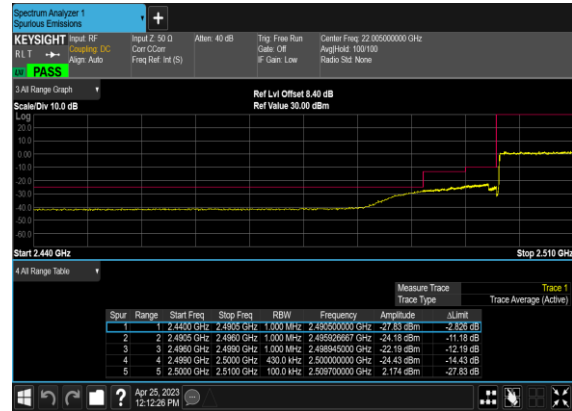 Spectrum Analyzer 1
Spurious Emissions
+
KEYSIGHT Input: RF Input Z: 50 Ω Atten: 40 dB Trig: Free Run Center Freq: 22.005000000 GHz
RLT Coupling: DC Corr CCorr Gate: Off Avg|Hold: 100/100
Align: Auto Freq Ref: Int (S) IF Gain: Low Radio Std: None
LW PASS
3 All Range Graph Ref Lvl Offset 8.40 dB
Scale/Div 10.0 dB Ref Value 30.00 dBm
Log
20.0
10.0
0.00
-10.0
-20.0
-30.0
-40.0
-50.0
-60.0
Start 2.440 GHz Stop 2.510 GHz
4 All Range Table
Measure Trace Trace 1
Trace Type Trace Average (Active)
Spur Range Start Freq Stop Freq RBW Frequency Amplitude ΔLimit
1 1 2.4400 GHz 2.4905 GHz 1.000 MHz 2.490500000 GHz -27.83 dBm -2.826 dB
2 2 2.4905 GHz 2.4960 GHz 1.000 MHz 2.495926667 GHz -24.18 dBm -11.18 dB
3 3 2.4960 GHz 2.4990 GHz 1.000 MHz 2.498945000 GHz -22.19 dBm -12.19 dB
4 4 2.4990 GHz 2.5000 GHz 430.0 kHz 2.500000000 GHz -24.43 dBm -14.43 dB
5 5 2.5000 GHz 2.5100 GHz 100.0 kHz 2.509700000 GHz 2.174 dBm -27.83 dB
? Apr 25, 2023
12:12:26 PM